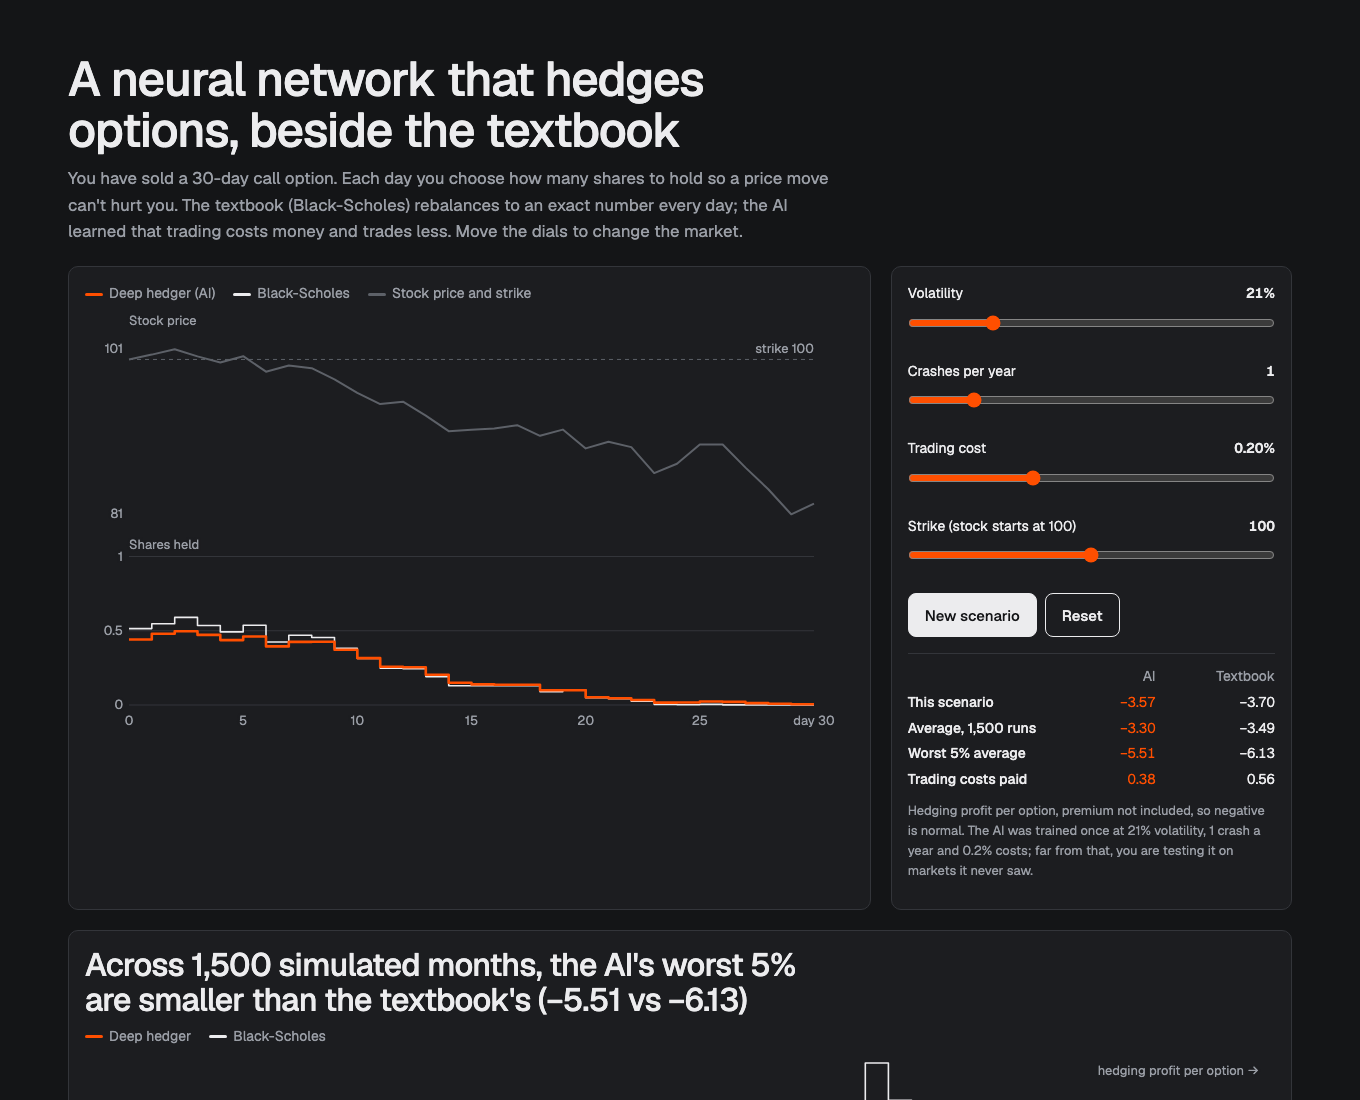 A neural network that hedges
options, beside the textbook
You have sold a 30-day call option. Each day you choose how many shares to hold so a price move
can't hurt you. The textbook (Black-Scholes) rebalances to an exact number every day; the AI
learned that trading costs money and trades less. Move the dials to change the market.
Deep hedger (AI) Black-Scholes Stock price and strike
Stock price
101
strike 100
81
Shares held
1
0.5
0
0 5 10 15 20 25 day 30
Volatility 21%
Crashes per year 1
Trading cost 0.20%
Strike (stock starts at 100) 100
New scenario Reset
AI Textbook
This scenario −3.57 −3.70
Average, 1,500 runs −3.30 −3.49
Worst 5% average −5.51 −6.13
Trading costs paid 0.38 0.56
Hedging profit per option, premium not included, so negative
is normal. The AI was trained once at 21% volatility, 1 crash a
year and 0.2% costs; far from that, you are testing it on
markets it never saw.
Across 1,500 simulated months, the AI's worst 5%
are smaller than the textbook's (−5.51 vs −6.13)
Deep hedger Black-Scholes
hedging profit per option →